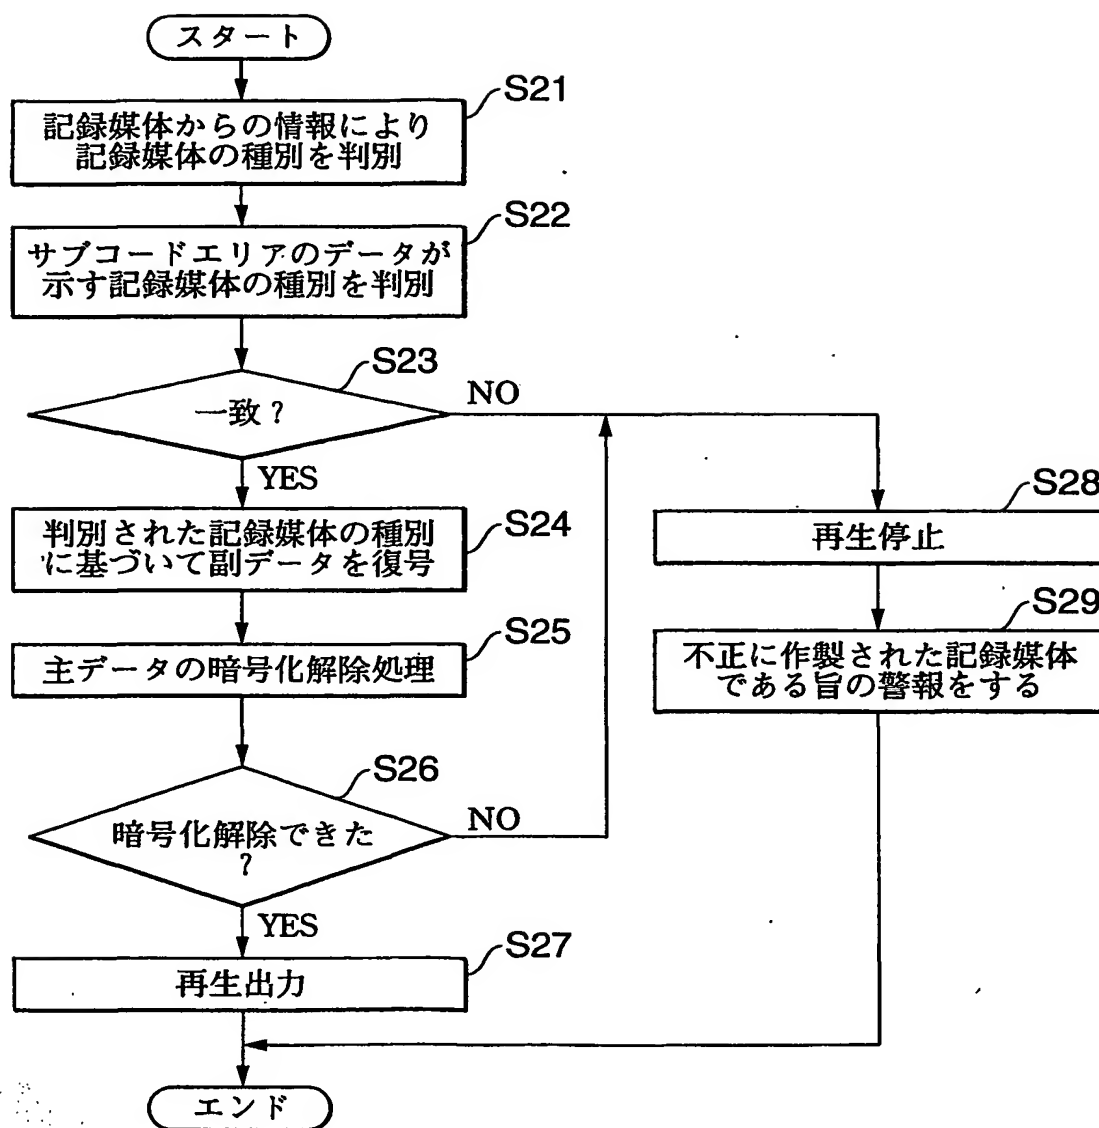 スタート
S21
記録媒体からの情報により
記録媒体の種別を判別
S22
サブコードエリアのデータが
示す記録媒体の種別を判別
S23
一致?
NO
YES
S24
判別された記録媒体の種別
に基づいて副データを復号
S25
主データの暗号化解除処理
S26
暗号化解除できた
?
NO
YES
S27
再生出力
S28
再生停止
S29
不正に作製された記録媒体
である旨の警報をする
エンド